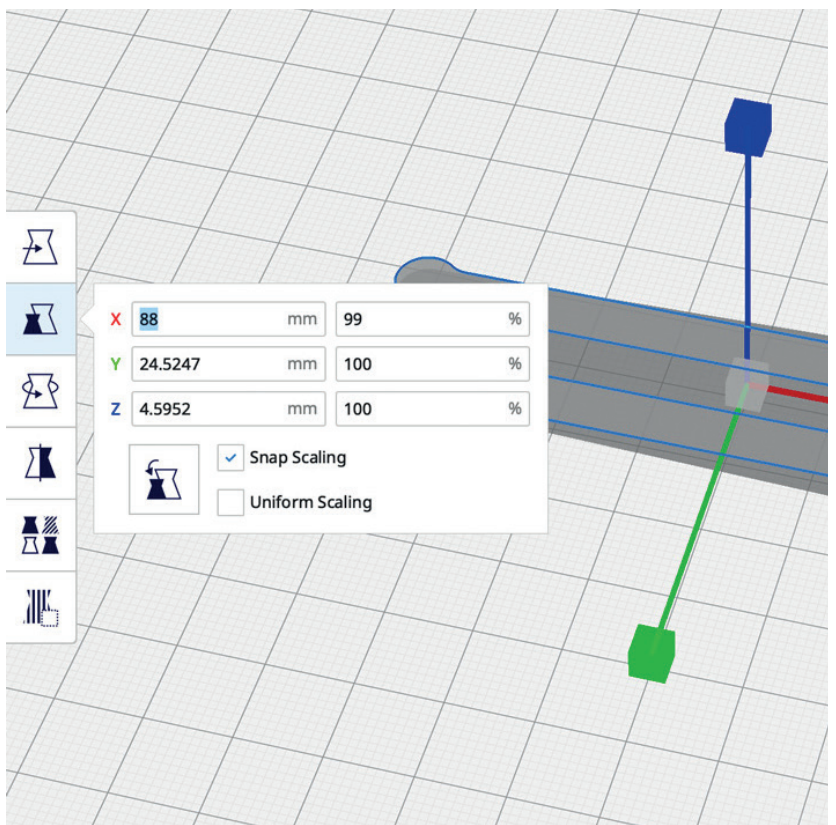 X 88 mm 99 %
Y 24.5247 mm 100 %
Z 4.5952 mm 100 %
Snap Scaling
Uniform Scaling